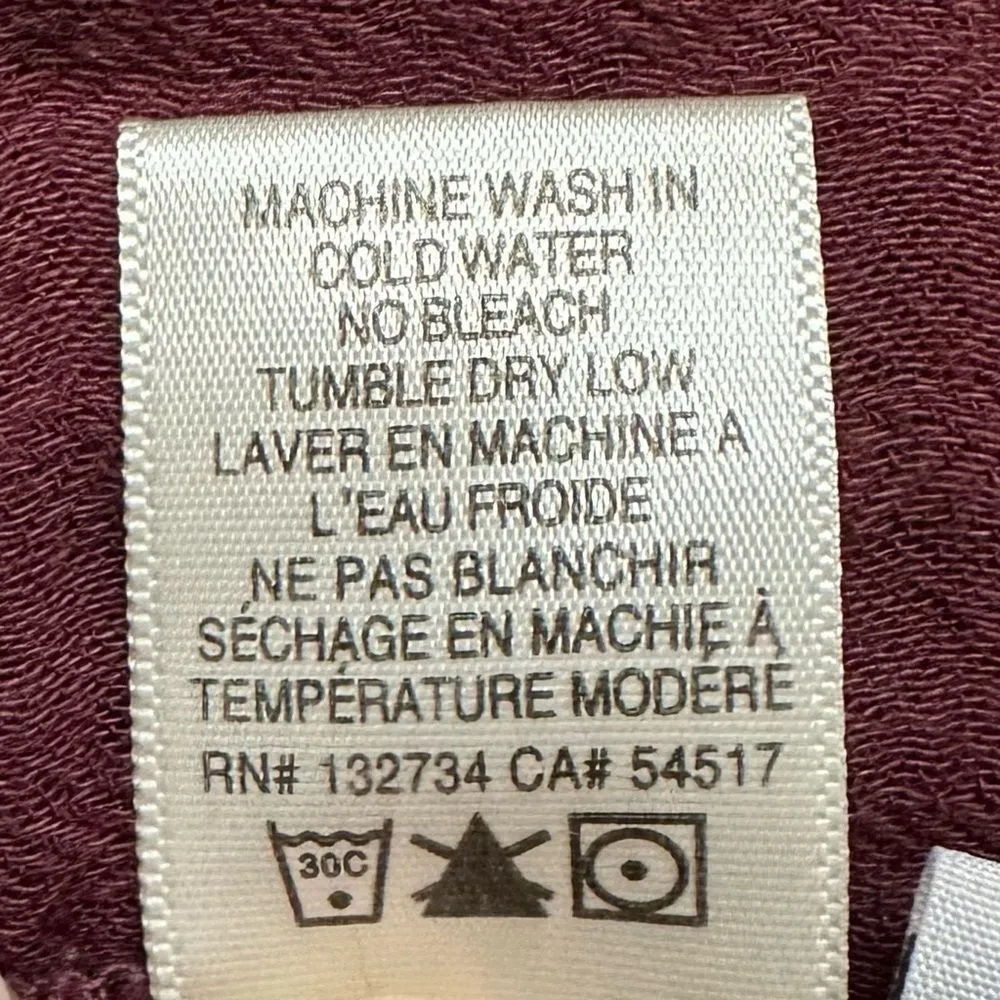 MACHINE WASH IN
COLD WATER
NO BLEACH
TUMBLE DRY LOW
LAVER EN MACHINE A
L'EAU FROIDE
NE PAS BLANCHIR
SÉCHAGE EN MACHIE À
TEMPÉRATURE MODÉRÉ
RN# 132734 CA# 54517
30C